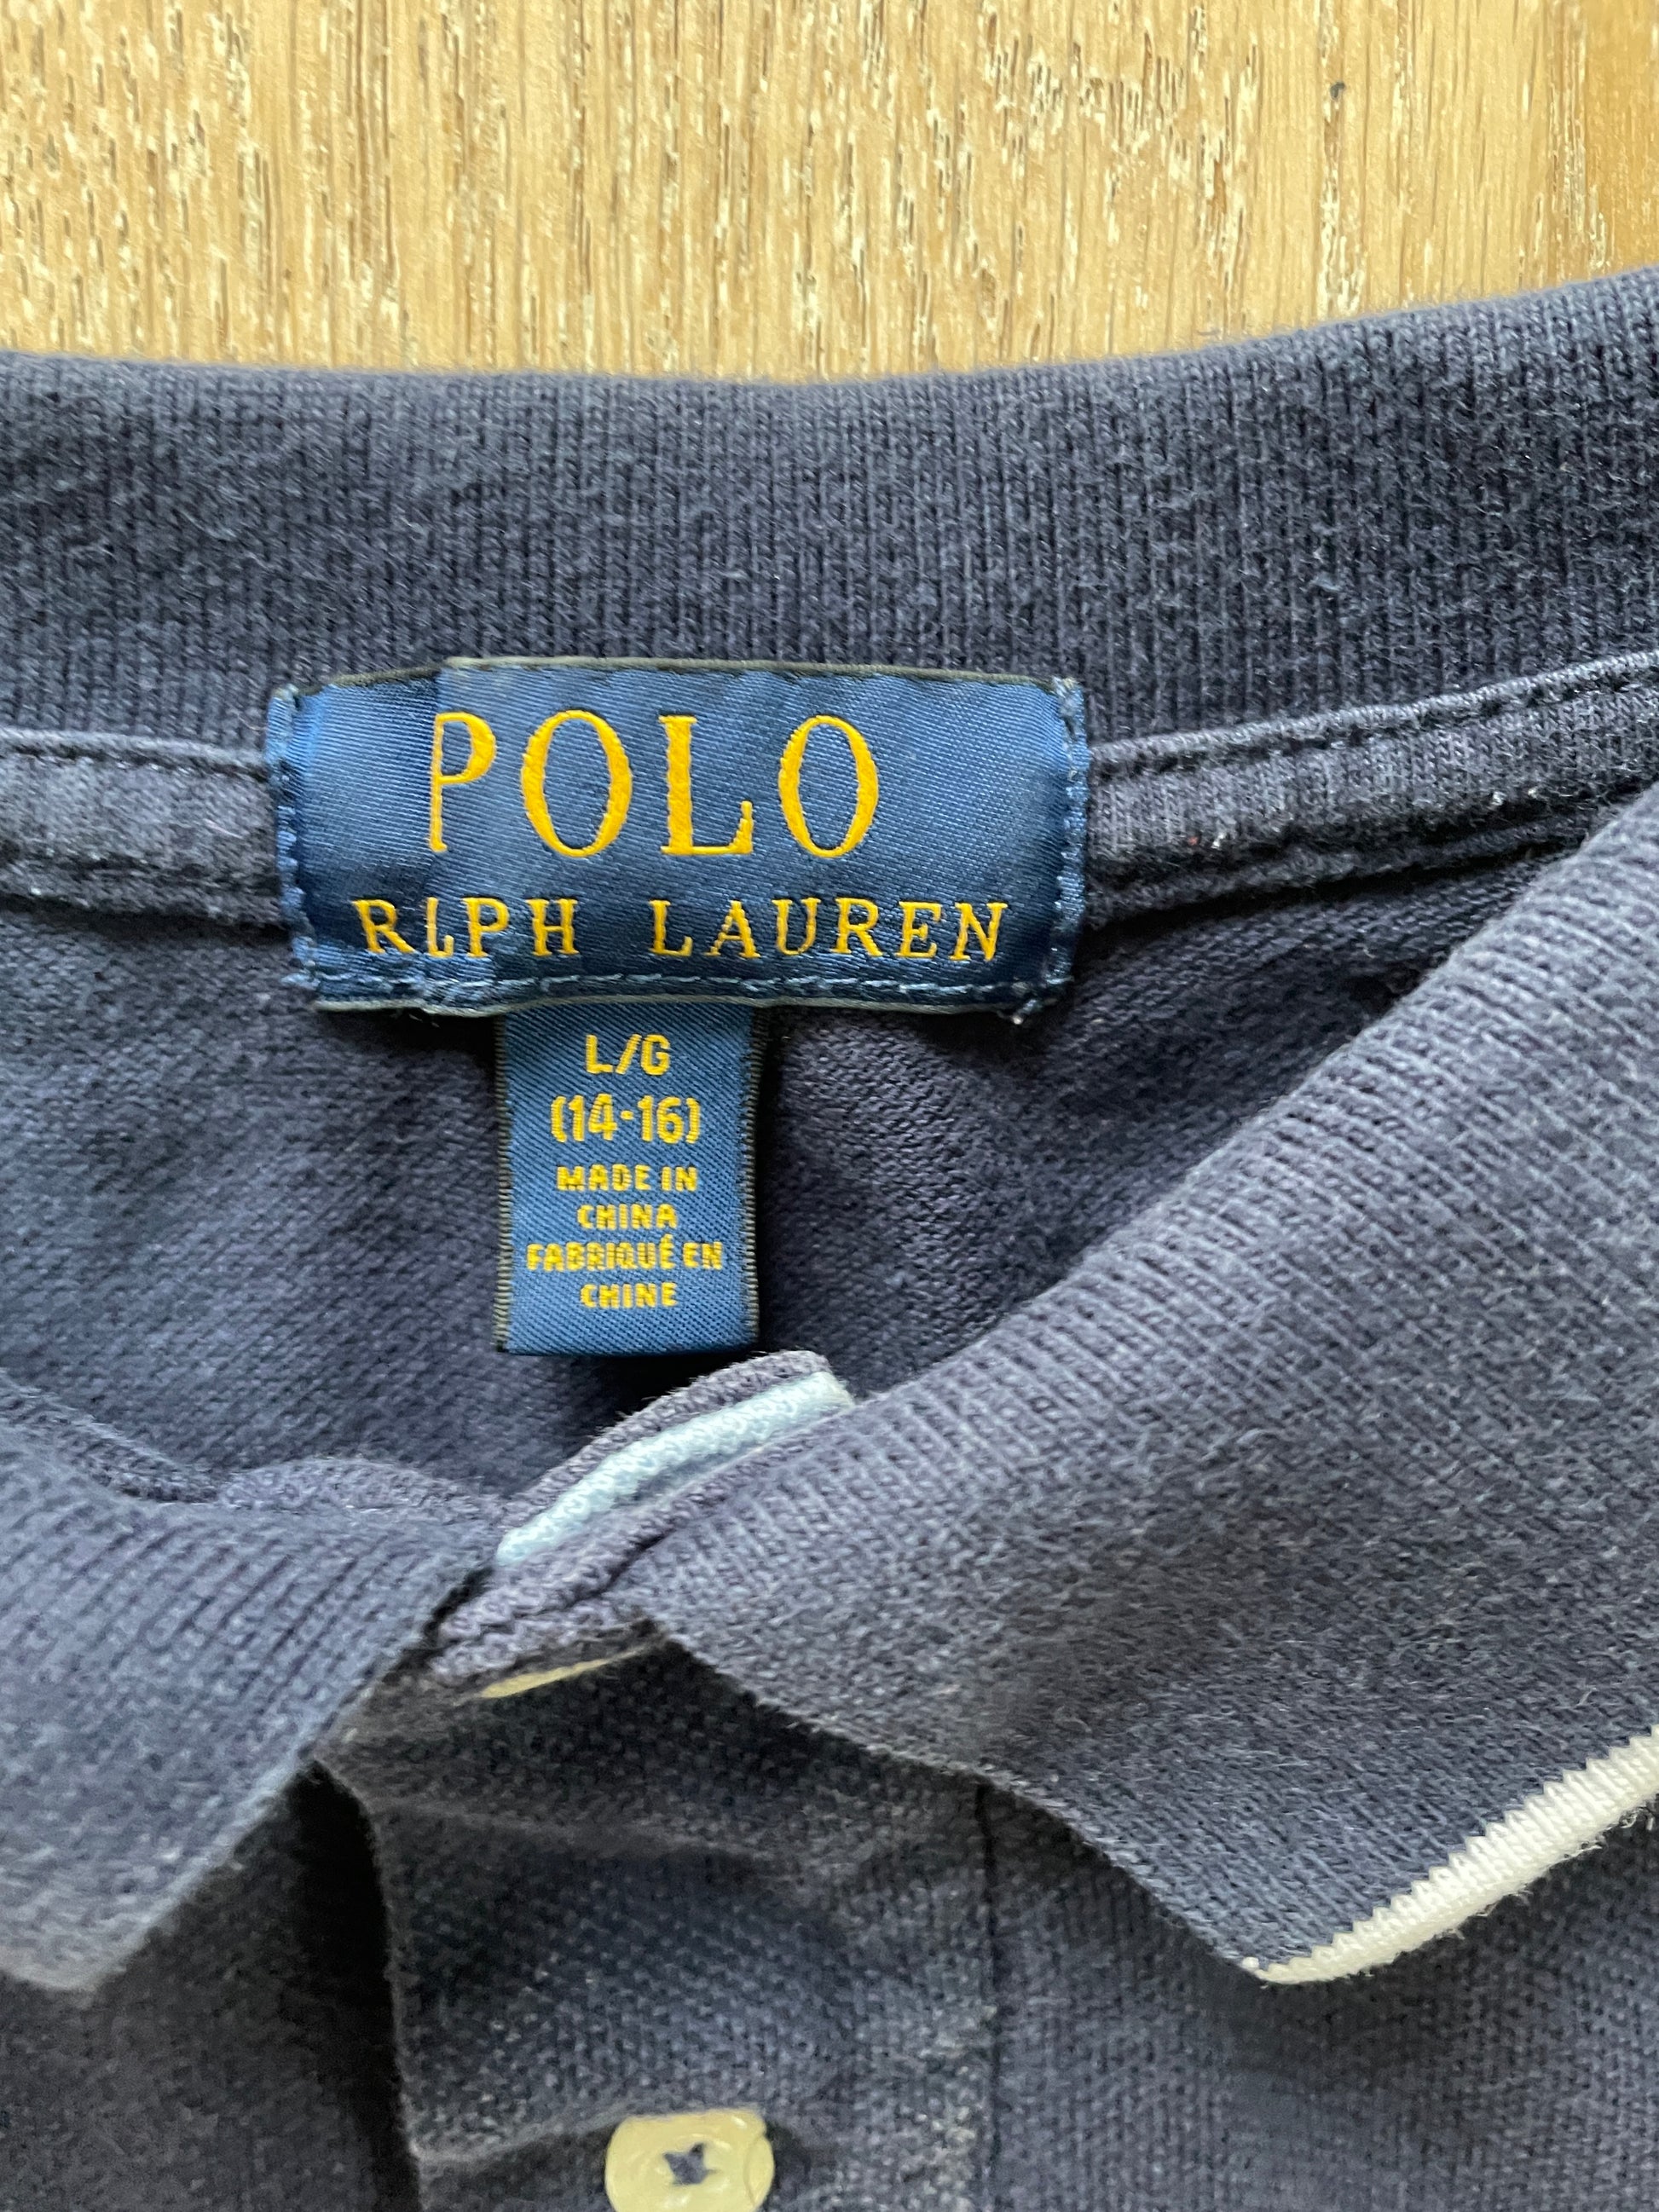 POLO
RLPH LAUREN
L/G
(14-16)
MADE IN
CHINA
FABRIQUÉ EN
CHINE